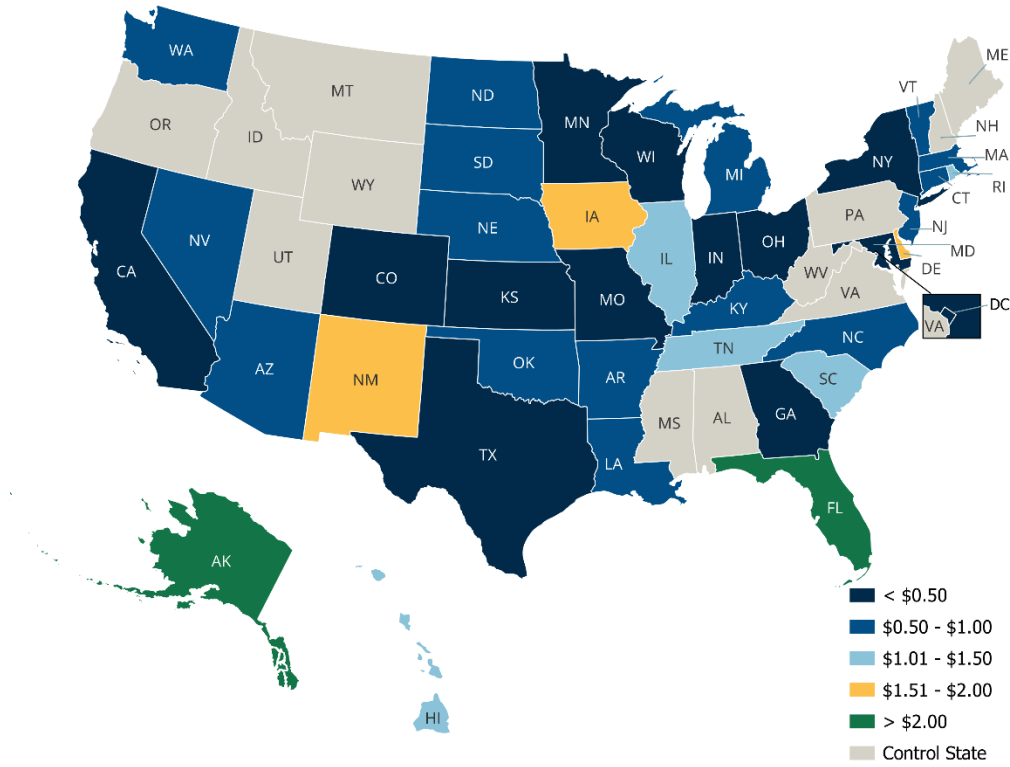 WA
MT
ND
MN
ME
VT
OR
ID
NH
WI
NY
MA
SD
MI
RI
WY
CT
IA
PA
NE
NJ
NV
OH
MD
UT
IL
IN
DE
CA
CO
WV
VA
KS
MO
DC
KY
VA
NC
TN
OK
AZ
NM
AR
SC
MS
AL
GA
TX
LA
FL
AK
HI
< $0.50
$0.50 - $1.00
$1.01 - $1.50
$1.51 - $2.00
> $2.00
Control State